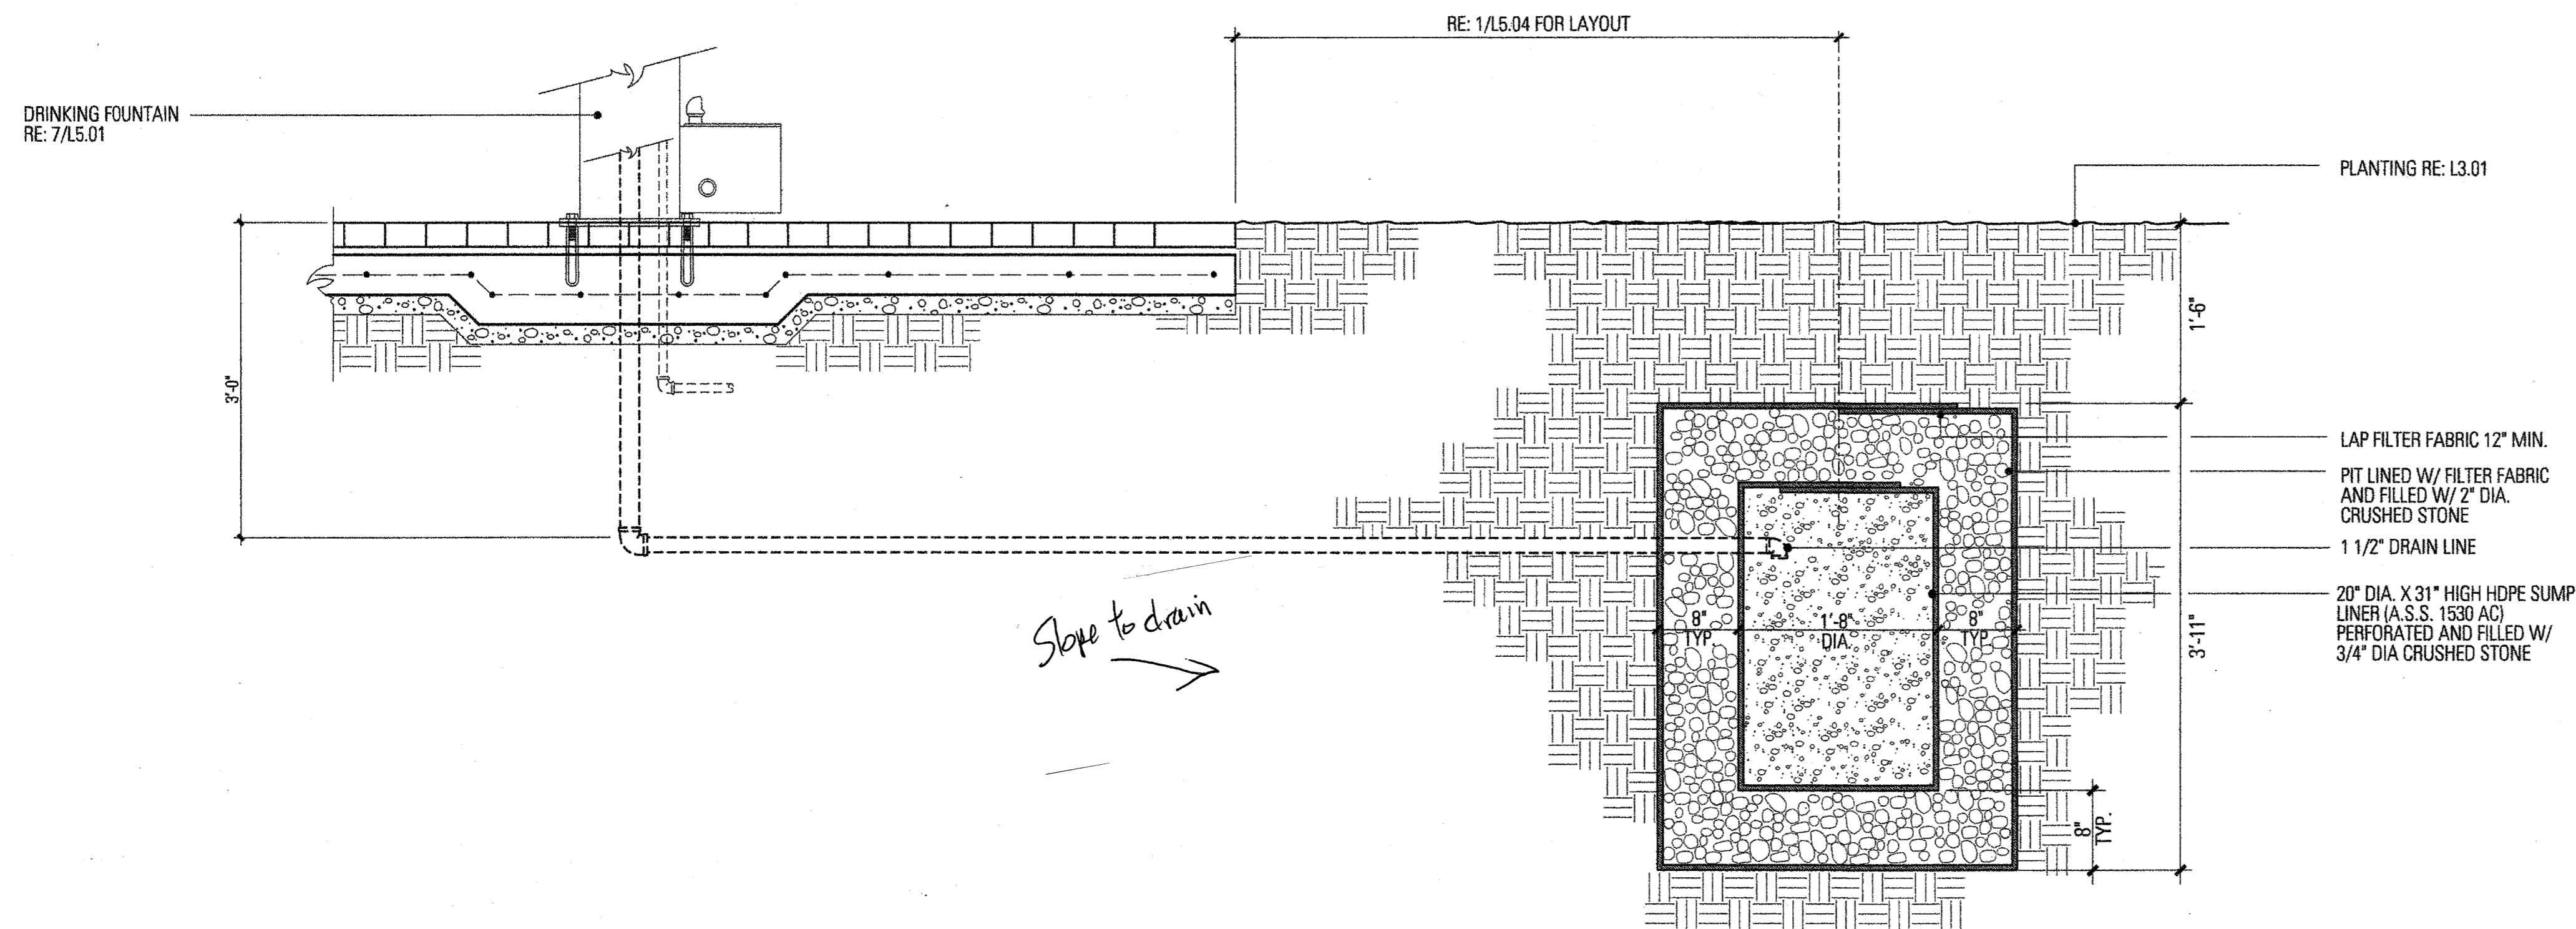 RE: 1/L5.04 FOR LAYOUT
DRINKING FOUNTAIN
RE: 7/L5.01
PLANTING RE: L3.01
1'-6"
3'-0"
LAP FILTER FABRIC 12" MIN.
PIT LINED W/ FILTER FABRIC
AND FILLED W/ 2" DIA.
CRUSHED STONE
1 1/2" DRAIN LINE
20" DIA. X 31" HIGH HDPE SUMP
LINER (A.S.S. 1530 AC)
PERFORATED AND FILLED W/
3/4" DIA CRUSHED STONE
Slope to drain
8"
TYP.
1'-8"
DIA.
8"
TYP
3'-11"
8"
TYP.